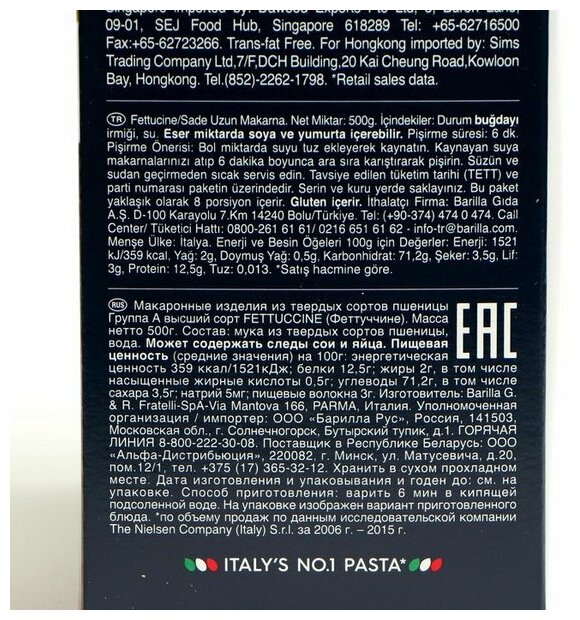 09-01, SEJ Food Hub, Singapore 618289 Tel: +65-62716500
Fax:+65-62723266. Trans-fat Free. For Hongkong imported by: Sims
Trading Company Ltd,7/F,DCH Building,20 Kai Cheung Road,Kowloon
Bay, Hongkong. Tel.(852)-2262-1798. *Retail sales data.
TR Fettucine/Sade Uzun Makarna. Net Miktar: 500g. İçindekiler: Durum buğdayı
irmiği, su. Eser miktarda soya ve yumurta içerebilir. Pişirme süresi: 6 dk.
Pişirme Önerisi: Bol miktarda suyu tuz ekleyerek kaynatın. Kaynayan suya
makarnalarınızı atıp 6 dakika boyunca ara sıra karıştırarak pişirin. Süzün ve
sudan geçirmeden sıcak servis edin. Tavsiye edilen tüketim tarihi (TETT) ve
parti numarası paketin üzerindedir. Serin ve kuru yerde saklayınız. Bu paket
yaklaşık olarak 8 porsiyon içerir. Gluten içerir. İthalatçı Firma: Barilla Gıda
A.Ş. D-100 Karayolu 7.Km 14240 Bolu/Türkiye. Tel: (+90-374) 474 0 474. Call
Center/ Tüketici Hattı: 0800-261 61 61/ 0216 651 61 62 - info-tr@barilla.com.
Menşe Ülke: İtalya. Enerji ve Besin Öğeleri 100g için Değerler: Enerji: 1521
kJ/359 kcal, Yağ: 2g, Doymuş Yağ: 0,5g, Karbonhidrat: 71,2g, Şeker: 3,5g, Lif:
3g, Protein: 12,5g, Tuz: 0,013. *Satış hacmine göre.
RUS Макаронные изделия из твердых сортов пшеницы
Группа А высший сорт FETTUCCINE (Феттуччине). Масса
нетто 500г. Состав: мука из твердых сортов пшеницы,
вода. Может содержать следы сои и яйца. Пищевая
ценность (средние значения) на 100г: энергетическая
ценность 359 ккал/1521кДж; белки 12,5г; жиры 2г, в том числе
насыщенные жирные кислоты 0,5г; углеводы 71,2г, в том числе
сахара 3,5г; натрий 5мг; пищевые волокна 3г. Изготовитель: Barilla G.
& R. Fratelli-SpA-Via Mantova 166, PARMA, Италия. Уполномоченная
организация / импортер: ООО «Барилла Рус», Россия, 141503,
Московская обл., г. Солнечногорск, Бутырский тупик, д.1. ГОРЯЧАЯ
ЛИНИЯ 8-800-222-30-08. Поставщик в Республике Беларусь: ООО
«Альфа-Дистрибьюция», 220082, г. Минск, ул. Матусевича, д.20,
пом.12/1, тел. +375 (17) 365-32-12. Хранить в сухом прохладном
месте. Дата изготовления и упаковывания и годен до: см. на
упаковке. Способ приготовления: варить 6 мин в кипящей
подсоленной воде. На упаковке изображен вариант приготовленного
блюда. *по объему продаж по данным исследовательской компании
The Nielsen Company (Italy) S.r.l. за 2006 г. – 2015 г.
EAC
ITALY'S NO.1 PASTA*